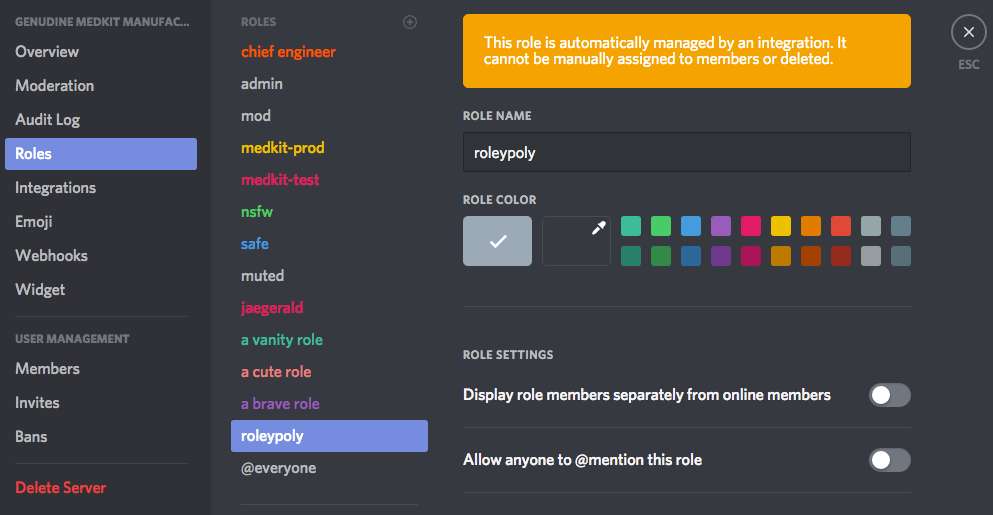 GENUDINE MEDKIT MANUFAC...
Overview
Moderation
Audit Log
Roles
Integrations
Emoji
Webhooks
Widget
USER MANAGEMENT
Members
Invites
Bans
Delete Server
ROLES
chief engineer
admin
mod
medkit-prod
medkit-test
nsfw
safe
muted
jaegerald
a vanity role
a cute role
a brave role
roleypoly
@everyone
This role is automatically managed by an integration. It
cannot be manually assigned to members or deleted.
ROLE NAME
roleypoly
ROLE COLOR
ROLE SETTINGS
Display role members separately from online members
Allow anyone to @mention this role
ESC